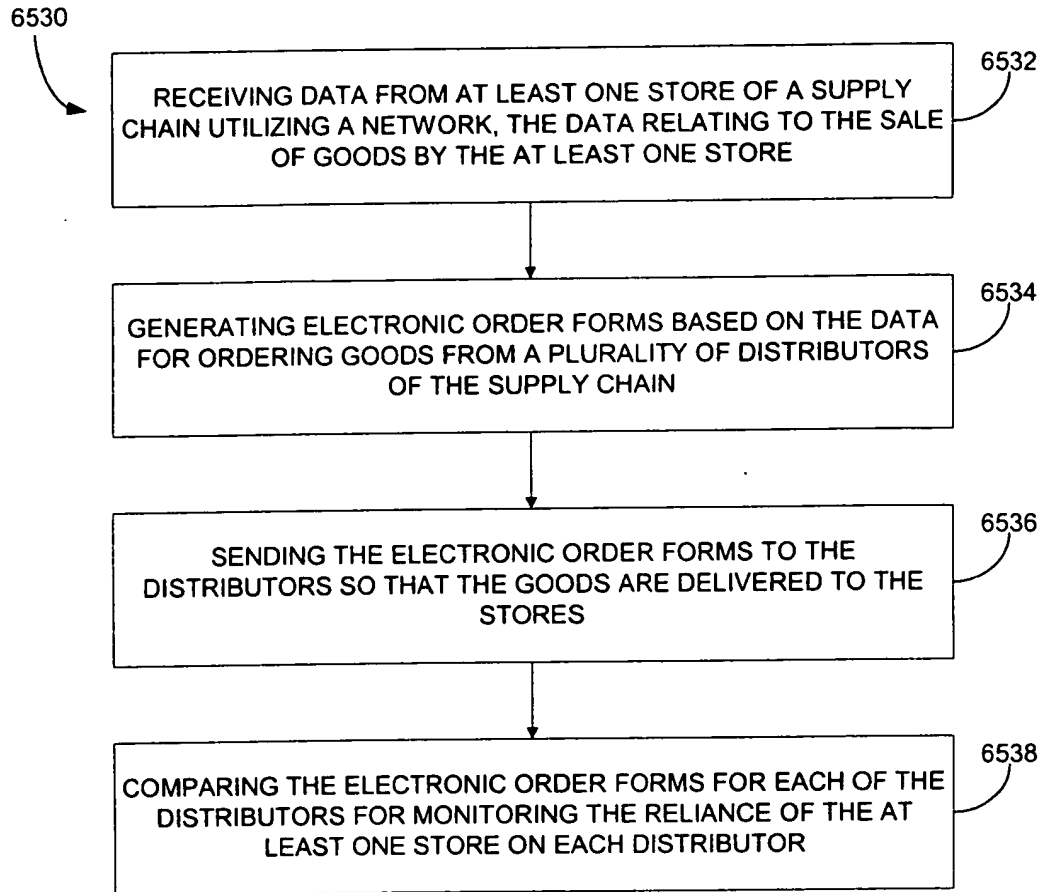 6530
6532
RECEIVING DATA FROM AT LEAST ONE STORE OF A SUPPLY
CHAIN UTILIZING A NETWORK, THE DATA RELATING TO THE SALE
OF GOODS BY THE AT LEAST ONE STORE
6534
GENERATING ELECTRONIC ORDER FORMS BASED ON THE DATA
FOR ORDERING GOODS FROM A PLURALITY OF DISTRIBUTORS
OF THE SUPPLY CHAIN
6536
SENDING THE ELECTRONIC ORDER FORMS TO THE
DISTRIBUTORS SO THAT THE GOODS ARE DELIVERED TO THE
STORES
6538
COMPARING THE ELECTRONIC ORDER FORMS FOR EACH OF THE
DISTRIBUTORS FOR MONITORING THE RELIANCE OF THE AT
LEAST ONE STORE ON EACH DISTRIBUTOR